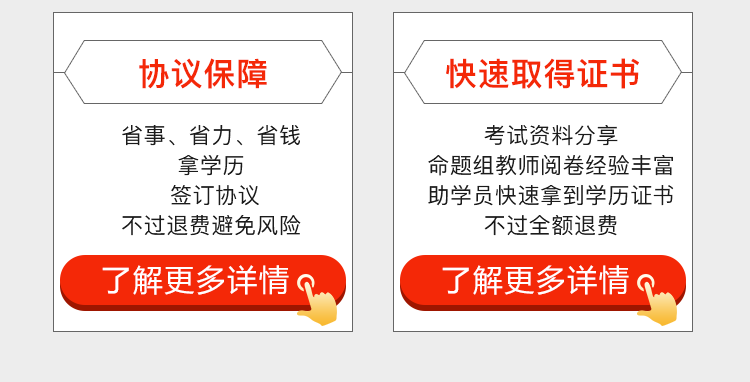 协议保障
省事、省力、省钱
拿学历
签订协议
不过退费避免风险
了解更多详情
快速取得证书
考试资料分享
命题组教师阅卷经验丰富
助学员快速拿到学历证书
不过全额退费
了解更多详情